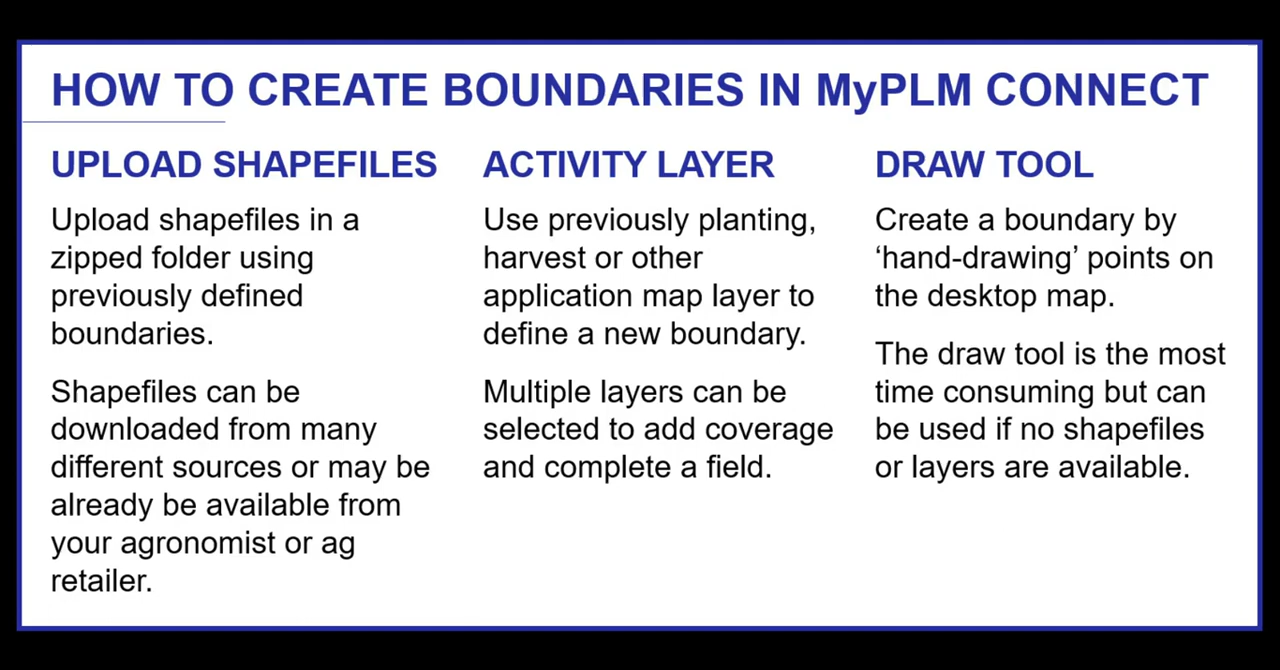 HOW TO CREATE BOUNDARIES IN MyPLM CONNECT
UPLOAD SHAPEFILES
Upload shapefiles in a
zipped folder using
previously defined
boundaries.
Shapefiles can be
downloaded from many
different sources or may be
already be available from
your agronomist or ag
retailer.
ACTIVITY LAYER
Use previously planting,
harvest or other
application map layer to
define a new boundary.
Multiple layers can be
selected to add coverage
and complete a field.
DRAW TOOL
Create a boundary by
‘hand-drawing’ points on
the desktop map.
The draw tool is the most
time consuming but can
be used if no shapefiles
or layers are available.